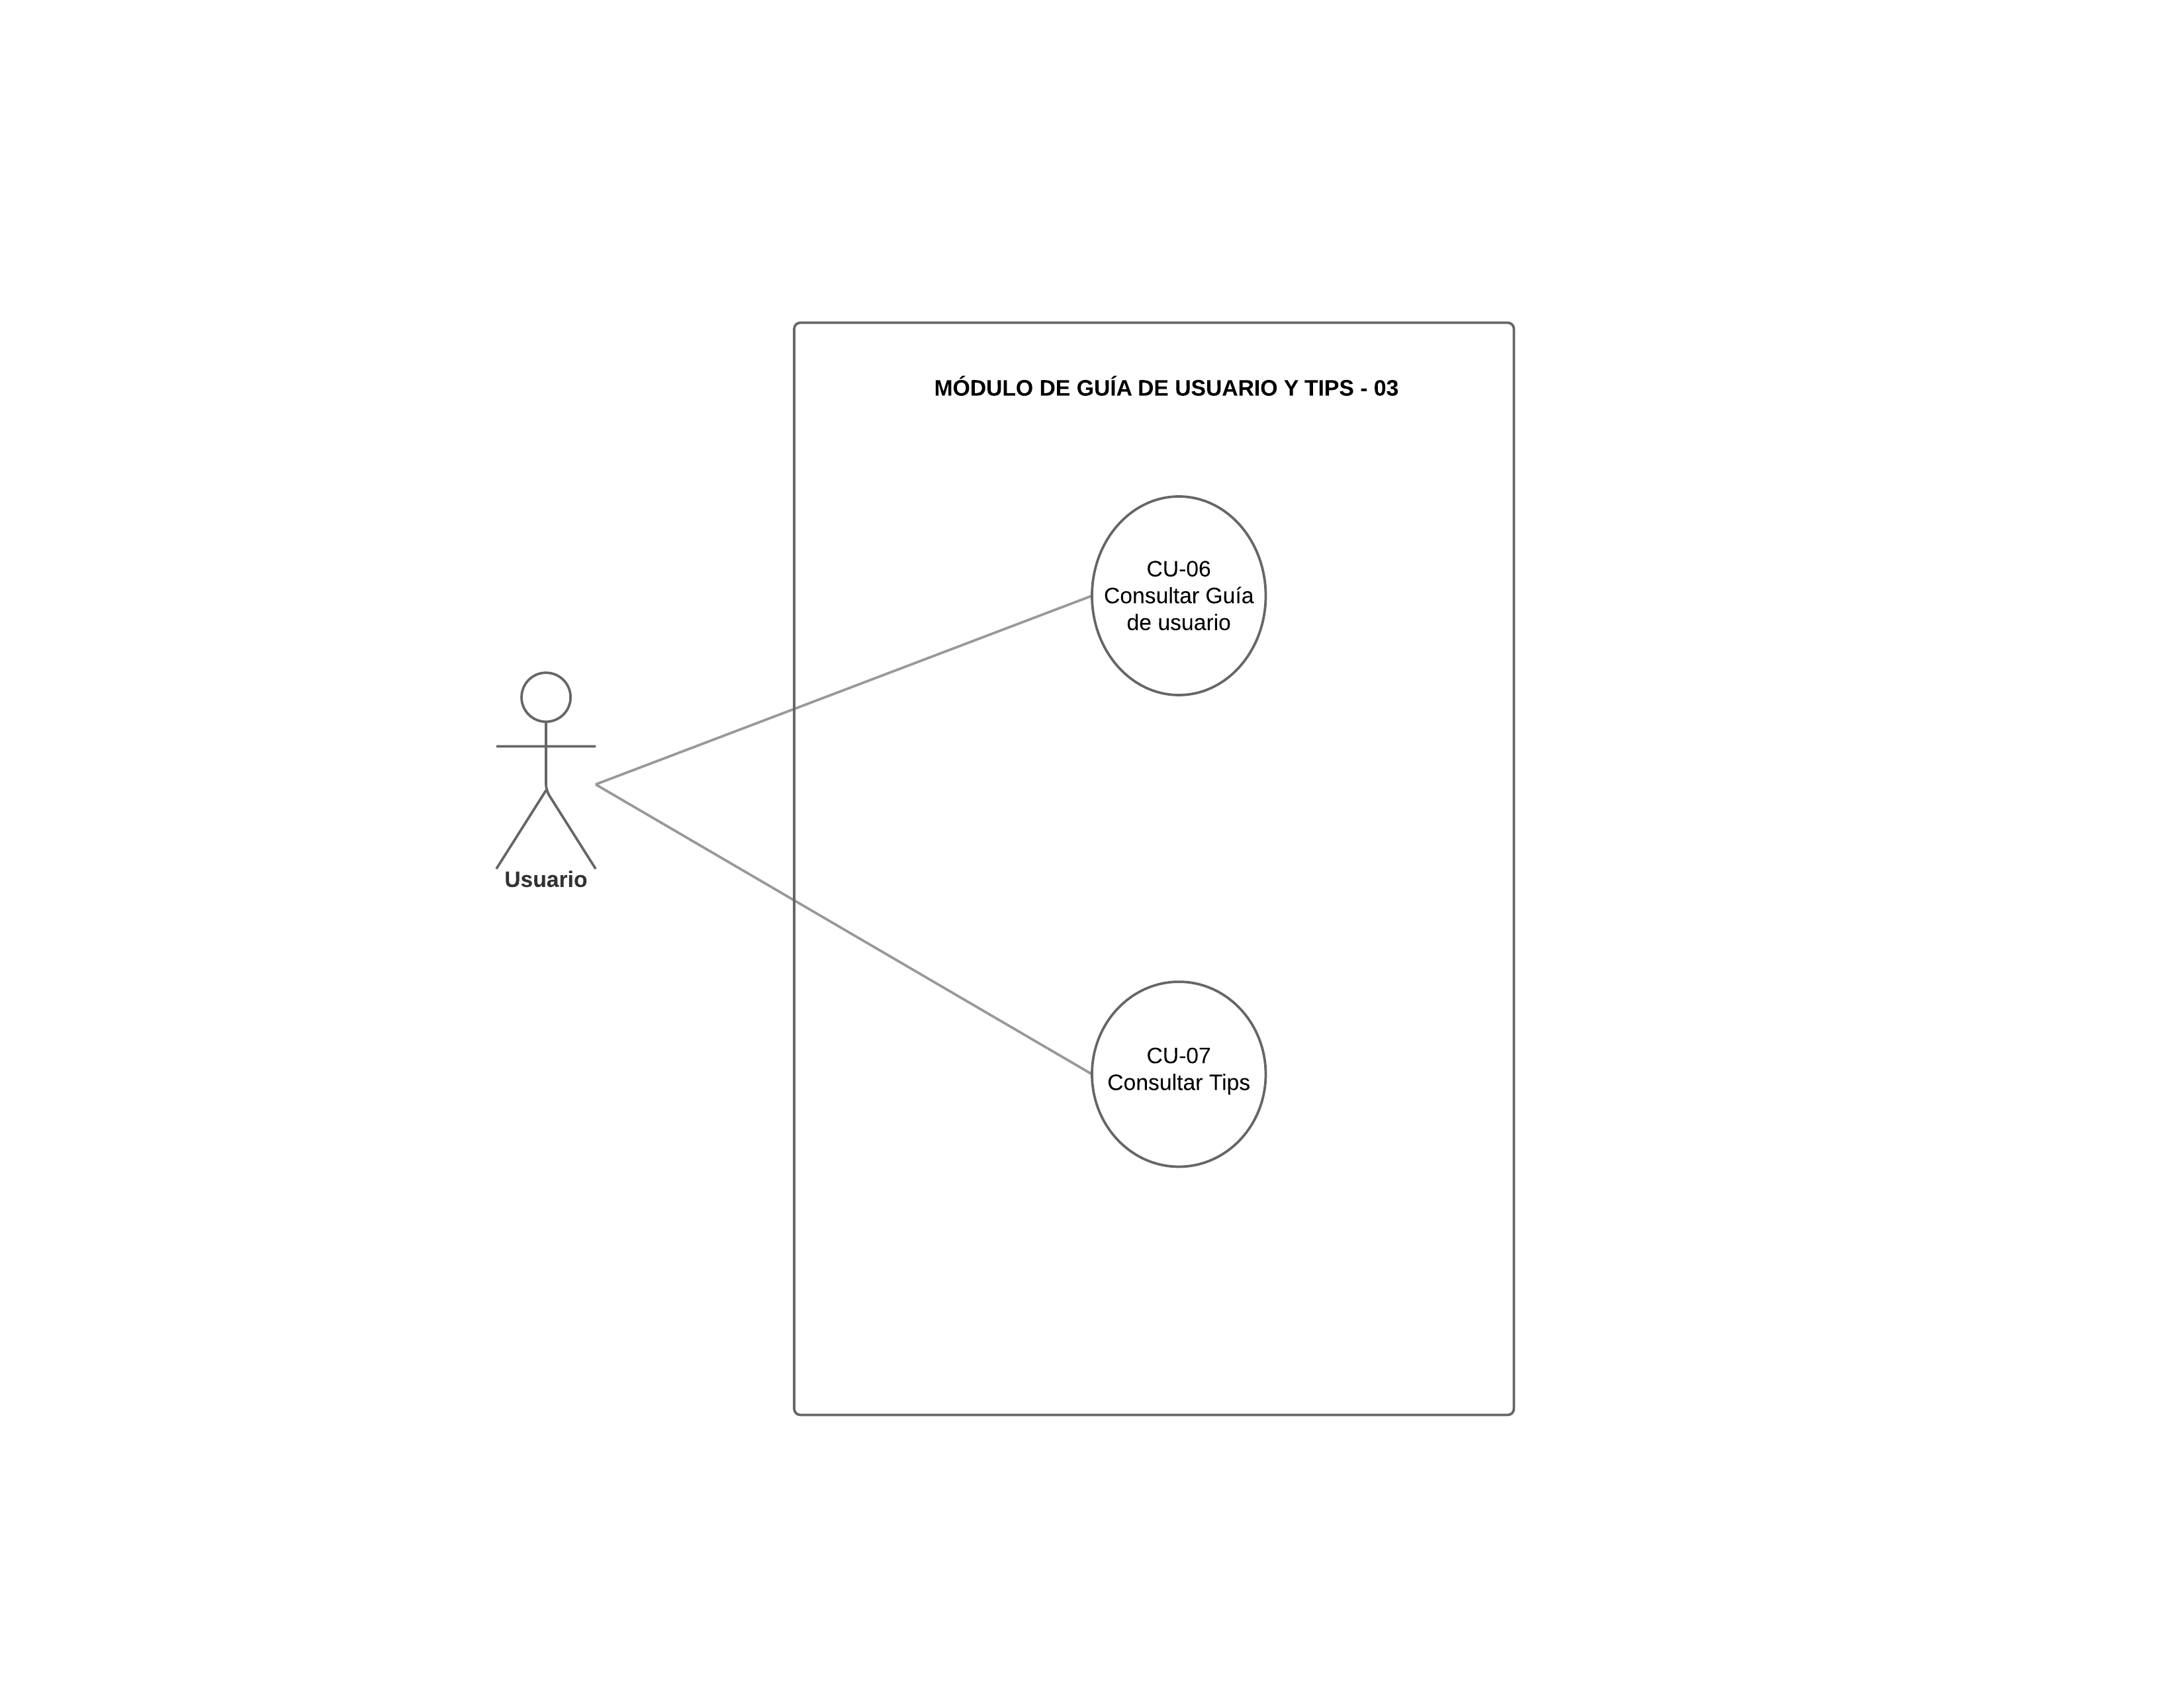 MÓDULO DE GUÍA DE USUARIO Y TIPS - 03
CU-06
Consultar Guía
de usuario
Usuario
CU-07
Consultar Tips